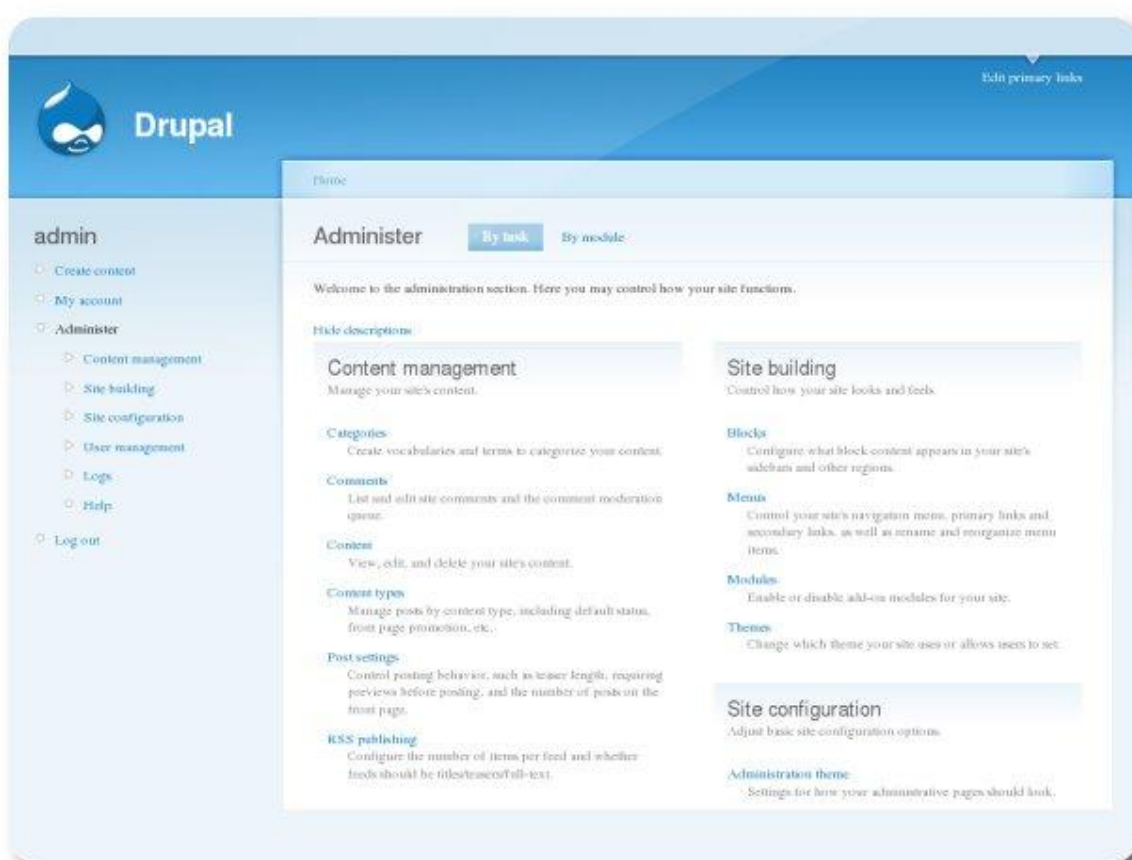 Edit primary links
Drupal
Home
admin
Create content
My account
Administer
Content management
Site building
Site configuration
User management
Logs
Help
Log out
Administer
By task
By module
Welcome to the administration section. Here you may control how your site functions.
Hide descriptions
Content management
Manage your site's content.
Categories
Create vocabularies and terms to categorize your content.
Comments
List and edit site comments and the comment moderation
queue.
Content
View, edit, and delete your site's content.
Content types
Manage posts by content type, including default status,
front page promotion, etc.
Post settings
Control posting behavior, such as teaser length, requiring
previews before posting, and the number of posts on the
front page.
RSS publishing
Configure the number of items per feed and whether
feeds should be titles/teasers/full-text.
Site building
Control how your site looks and feels.
Blocks
Configure what block content appears in your site's
sidebars and other regions.
Menus
Control your site's navigation menu, primary links and
secondary links, as well as rename and reorganize menu
items.
Modules
Enable or disable add-on modules for your site.
Themes
Change which theme your site uses or allows users to set.
Site configuration
Adjust basic site configuration options.
Administration theme
Settings for how your administrative pages should look.